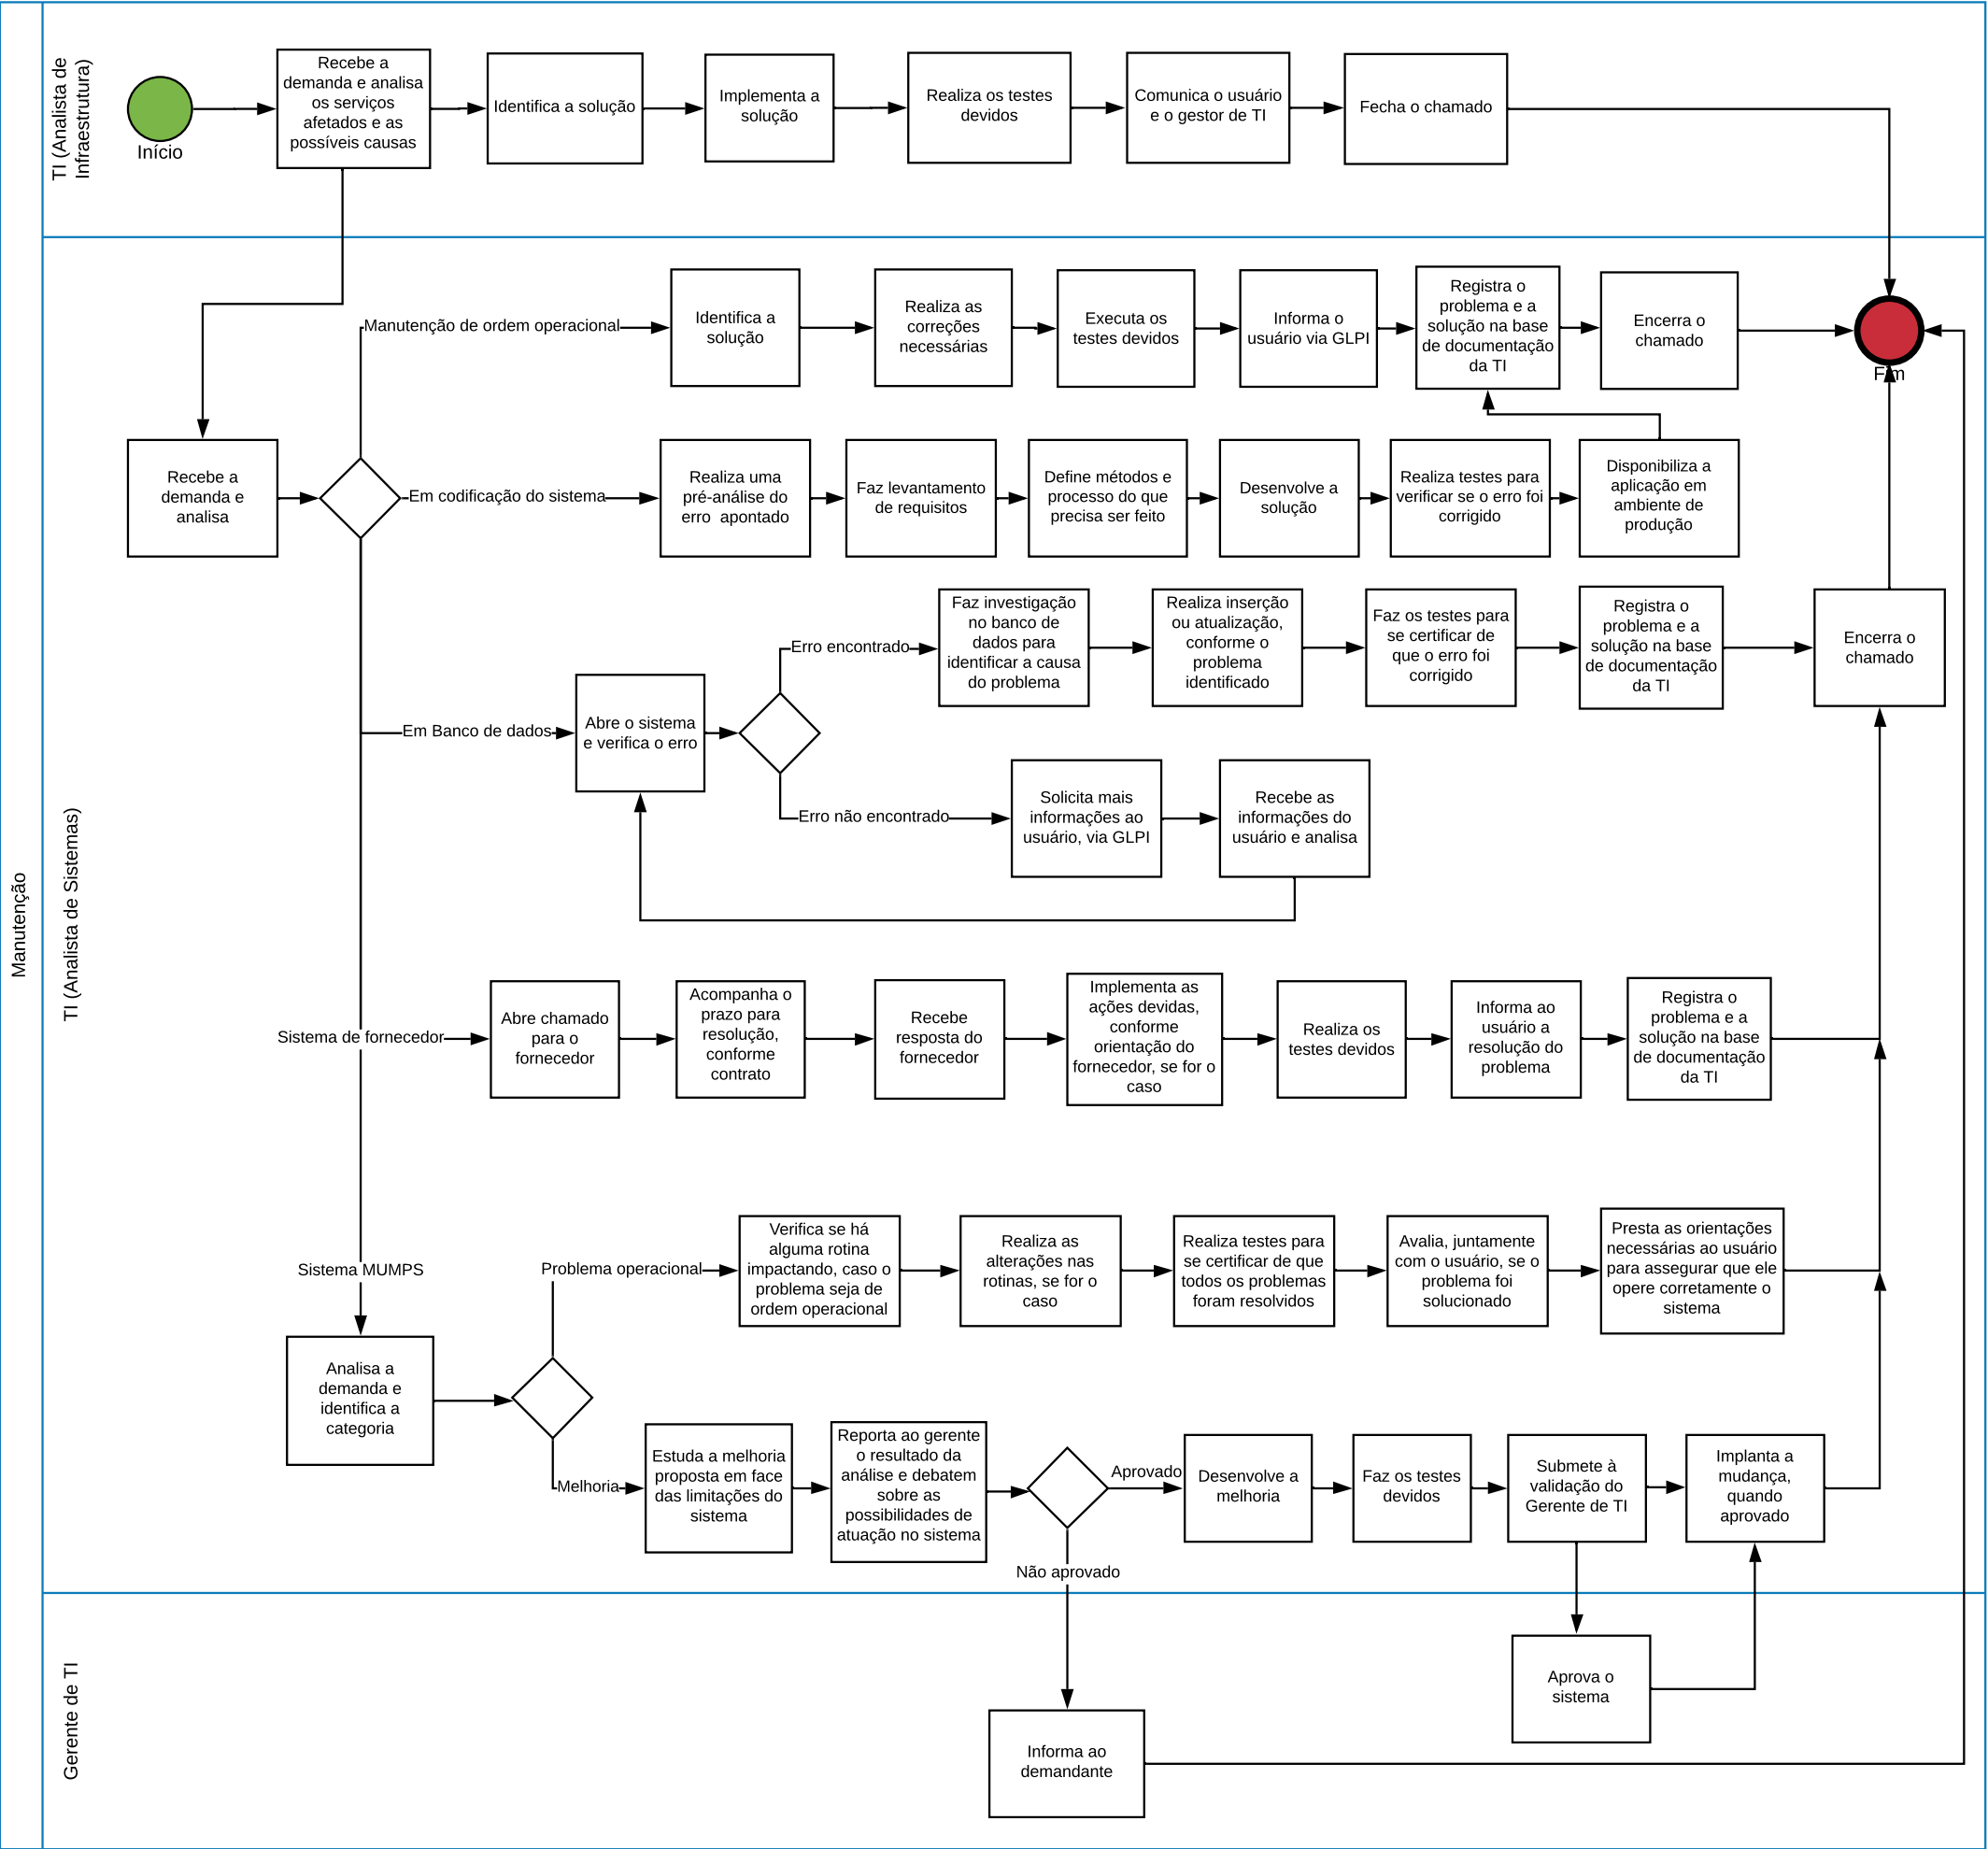 Manutenção
TI (Analista de
Infraestrutura)
Início
Recebe a
demanda e analisa
os serviços
afetados e as
possíveis causas
Identifica a solução
Implementa a
solução
Realiza os testes
devidos
Comunica o usuário
e o gestor de TI
Fecha o chamado
TI (Analista de Sistemas)
Manutenção de ordem operacional
Identifica a
solução
Realiza as
correções
necessárias
Executa os
testes devidos
Informa o
usuário via GLPI
Registra o
problema e a
solução na base
de documentação
da TI
Encerra o
chamado
Fim
Recebe a
demanda e
analisa
Em codificação do sistema
Realiza uma
pré-análise do
erro apontado
Faz levantamento
de requisitos
Define métodos e
processo do que
precisa ser feito
Desenvolve a
solução
Realiza testes para
verificar se o erro foi
corrigido
Disponibiliza a
aplicação em
ambiente de
produção
Em Banco de dados
Abre o sistema
e verifica o erro
Erro encontrado
Faz investigação
no banco de
dados para
identificar a causa
do problema
Realiza inserção
ou atualização,
conforme o
problema
identificado
Faz os testes para
se certificar de
que o erro foi
corrigido
Registra o
problema e a
solução na base
de documentação
da TI
Encerra o
chamado
Erro não encontrado
Solicita mais
informações ao
usuário, via GLPI
Recebe as
informações do
usuário e analisa
Sistema de fornecedor
Abre chamado
para o
fornecedor
Acompanha o
prazo para
resolução,
conforme
contrato
Recebe
resposta do
fornecedor
Implementa as
ações devidas,
conforme
orientação do
fornecedor, se for o
caso
Realiza os
testes devidos
Informa ao
usuário a
resolução do
problema
Registra o
problema e a
solução na base
de documentação
da TI
Sistema MUMPS
Analisa a
demanda e
identifica a
categoria
Problema operacional
Verifica se há
alguma rotina
impactando, caso o
problema seja de
ordem operacional
Realiza as
alterações nas
rotinas, se for o
caso
Realiza testes para
se certificar de que
todos os problemas
foram resolvidos
Avalia, juntamente
com o usuário, se o
problema foi
solucionado
Presta as orientações
necessárias ao usuário
para assegurar que ele
opere corretamente o
sistema
Melhoria
Estuda a melhoria
proposta em face
das limitações do
sistema
Reporta ao gerente
o resultado da
análise e debatem
sobre as
possibilidades de
atuação no sistema
Aprovado
Desenvolve a
melhoria
Faz os testes
devidos
Submete à
validação do
Gerente de TI
Implanta a
mudança,
quando
aprovado
Não aprovado
Gerente de TI
Aprova o
sistema
Informa ao
demandante